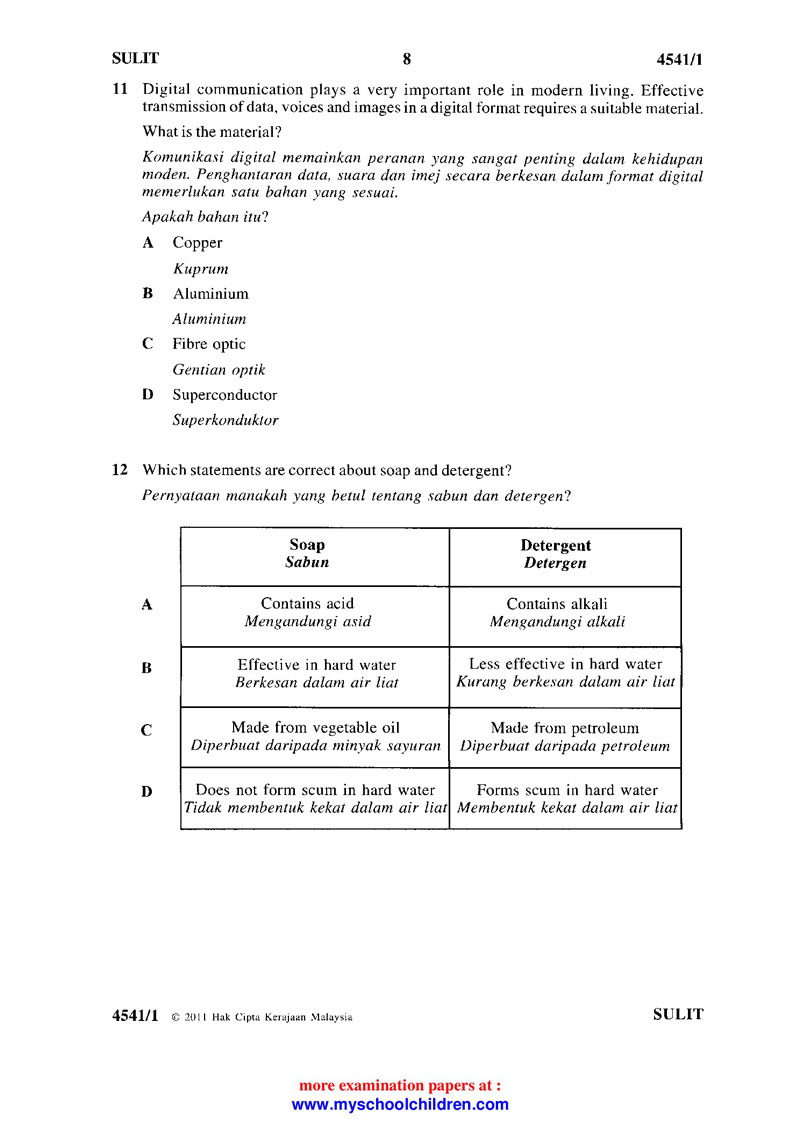 SULIT 8 4541/1
11 Digital communication plays a very important role in modern living. Effective
transmission of data, voices and images in a digital format requires a suitable material.
What is the material?
Komunikasi digital memainkan peranan yang sangat penting dalam kehidupan
moden. Penghantaran data, suara dan imej secara berkesan dalam format digital
memerlukan satu bahan yang sesuai.
Apakah bahan itu?
A Copper
Kuprum
B Aluminium
Aluminium
C Fibre optic
Gentian optik
D Superconductor
Superkonduktor
12 Which statements are correct about soap and detergent?
Pernyataan manakah yang betul tentang sabun dan detergen?
Soap Detergent
Sabun Detergen
A Contains acid Contains alkali
Mengandungi asid Mengandungi alkali
B Effective in hard water Less effective in hard water
Berkesan dalam air liat Kurang berkesan dalam air liat
C Made from vegetable oil Made from petroleum
Diperbuat daripada minyak sayuran Diperbuat daripada petroleum
D Does not form scum in hard water Forms scum in hard water
Tidak membentuk kekat dalam air liat Membentuk kekat dalam air liat
4541/1 © 2011 Hak Cipta Kerajaan Malaysia SULIT
more examination papers at :
www.myschoolchildren.com